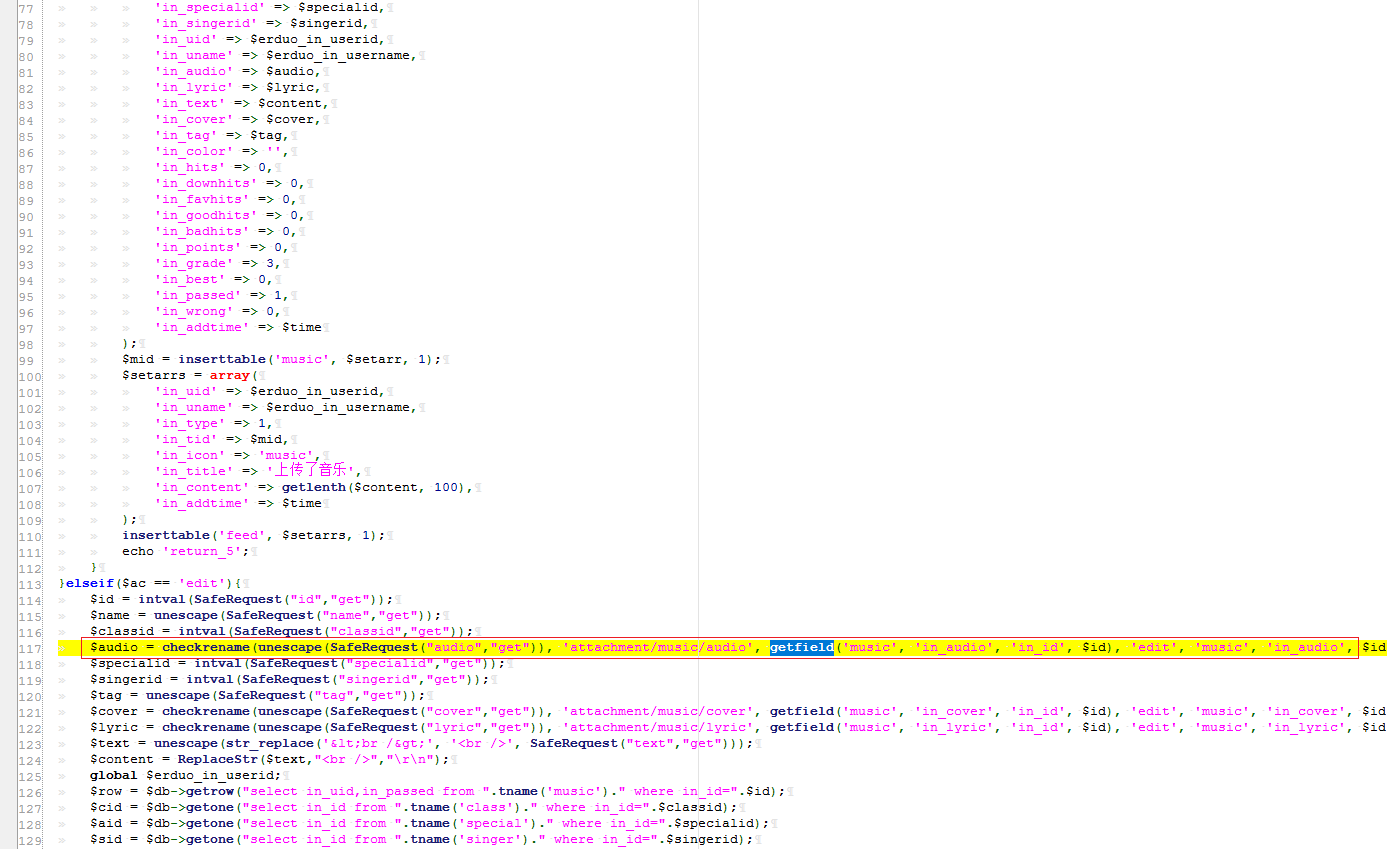 77 'in_specialid' => $specialid,
78 'in_singerid' => $singerid,
79 'in_uid' => $erduo_in_userid,
80 'in_uname' => $erduo_in_username,
81 'in_audio' => $audio,
82 'in_lyric' => $lyric,
83 'in_text' => $content,
84 'in_cover' => $cover,
85 'in_tag' => $tag,
86 'in_color' => '',
87 'in_hits' => 0,
88 'in_downhits' => 0,
89 'in_favhits' => 0,
90 'in_goodhits' => 0,
91 'in_badhits' => 0,
92 'in_points' => 0,
93 'in_grade' => 3,
94 'in_best' => 0,
95 'in_passed' => 1,
96 'in_wrong' => 0,
97 'in_addtime' => $time
98 );
99 $mid = inserttable('music', $setarr, 1);
100 $setarrs = array(
101 'in_uid' => $erduo_in_userid,
102 'in_uname' => $erduo_in_username,
103 'in_type' => 1,
104 'in_tid' => $mid,
105 'in_icon' => 'music',
106 'in_title' => '上传了音乐',
107 'in_content' => getlenth($content, 100),
108 'in_addtime' => $time
109 );
110 inserttable('feed', $setarrs, 1);
111 echo 'return_5';
112 }
113 }elseif($ac == 'edit'){
114 $id = intval(SafeRequest("id","get"));
115 $name = unescape(SafeRequest("name","get"));
116 $classid = intval(SafeRequest("classid","get"));
117 $audio = checkrename(unescape(SafeRequest("audio","get")), 'attachment/music/audio', getfield('music', 'in_audio', 'in_id', $id), 'edit', 'music', 'in_audio', $id
118 $specialid = intval(SafeRequest("specialid","get"));
119 $singerid = intval(SafeRequest("singerid","get"));
120 $tag = unescape(SafeRequest("tag","get"));
121 $cover = checkrename(unescape(SafeRequest("cover","get")), 'attachment/music/cover', getfield('music', 'in_cover', 'in_id', $id), 'edit', 'music', 'in_cover', $id
122 $lyric = checkrename(unescape(SafeRequest("lyric","get")), 'attachment/music/lyric', getfield('music', 'in_lyric', 'in_id', $id), 'edit', 'music', 'in_lyric', $id
123 $text = unescape(str_replace('&lt;br /&gt;', '<br />', SafeRequest("text","get")));
124 $content = ReplaceStr($text,"<br />","\r\n");
125 global $erduo_in_userid;
126 $row = $db->getrow("select in_uid,in_passed from ".tname('music')." where in_id=".$id);
127 $cid = $db->getone("select in_id from ".tname('class')." where in_id=".$classid);
128 $aid = $db->getone("select in_id from ".tname('special')." where in_id=".$specialid);
129 $sid = $db->getone("select in_id from ".tname('singer')." where in_id=".$singerid);